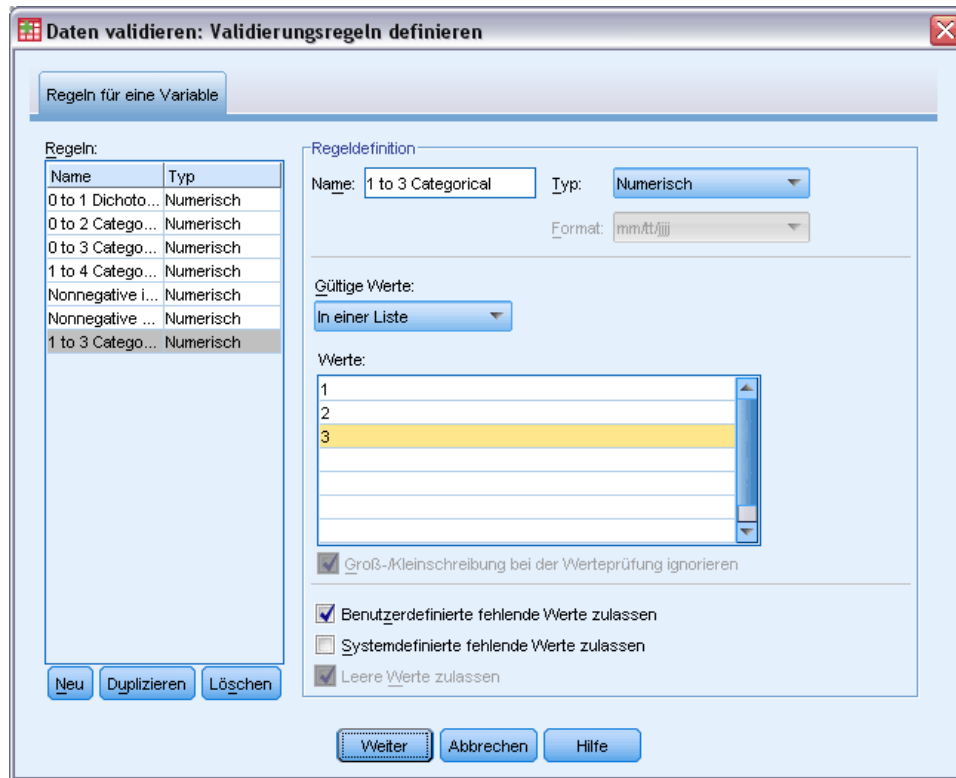 Daten validieren: Validierungsregeln definieren
Regeln für eine Variable
Regeln:
Name Typ
0 to 1 Dichoto... Numerisch
0 to 2 Catego... Numerisch
0 to 3 Catego... Numerisch
1 to 4 Catego... Numerisch
Nonnegative i... Numerisch
Nonnegative ... Numerisch
1 to 3 Catego... Numerisch
Neu Duplizieren Löschen
Regeldefinition
Name: 1 to 3 Categorical Typ: Numerisch
Format: mm/tt/jjjj
Gültige Werte:
In einer Liste
Werte:
1
2
3
Groß-/Kleinschreibung bei der Werteprüfung ignorieren
Benutzerdefinierte fehlende Werte zulassen
Systemdefinierte fehlende Werte zulassen
Leere Werte zulassen
Weiter Abbrechen Hilfe